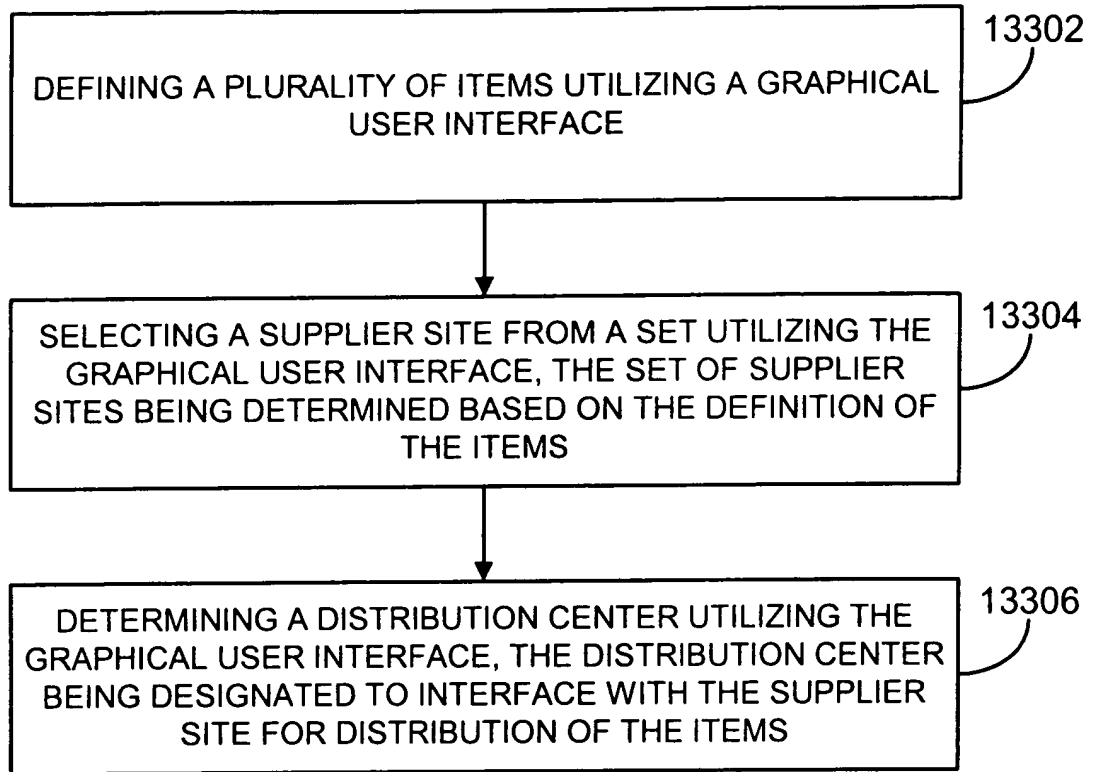 13302
DEFINING A PLURALITY OF ITEMS UTILIZING A GRAPHICAL
USER INTERFACE
13304
SELECTING A SUPPLIER SITE FROM A SET UTILIZING THE
GRAPHICAL USER INTERFACE, THE SET OF SUPPLIER
SITES BEING DETERMINED BASED ON THE DEFINITION OF
THE ITEMS
13306
DETERMINING A DISTRIBUTION CENTER UTILIZING THE
GRAPHICAL USER INTERFACE, THE DISTRIBUTION CENTER
BEING DESIGNATED TO INTERFACE WITH THE SUPPLIER
SITE FOR DISTRIBUTION OF THE ITEMS